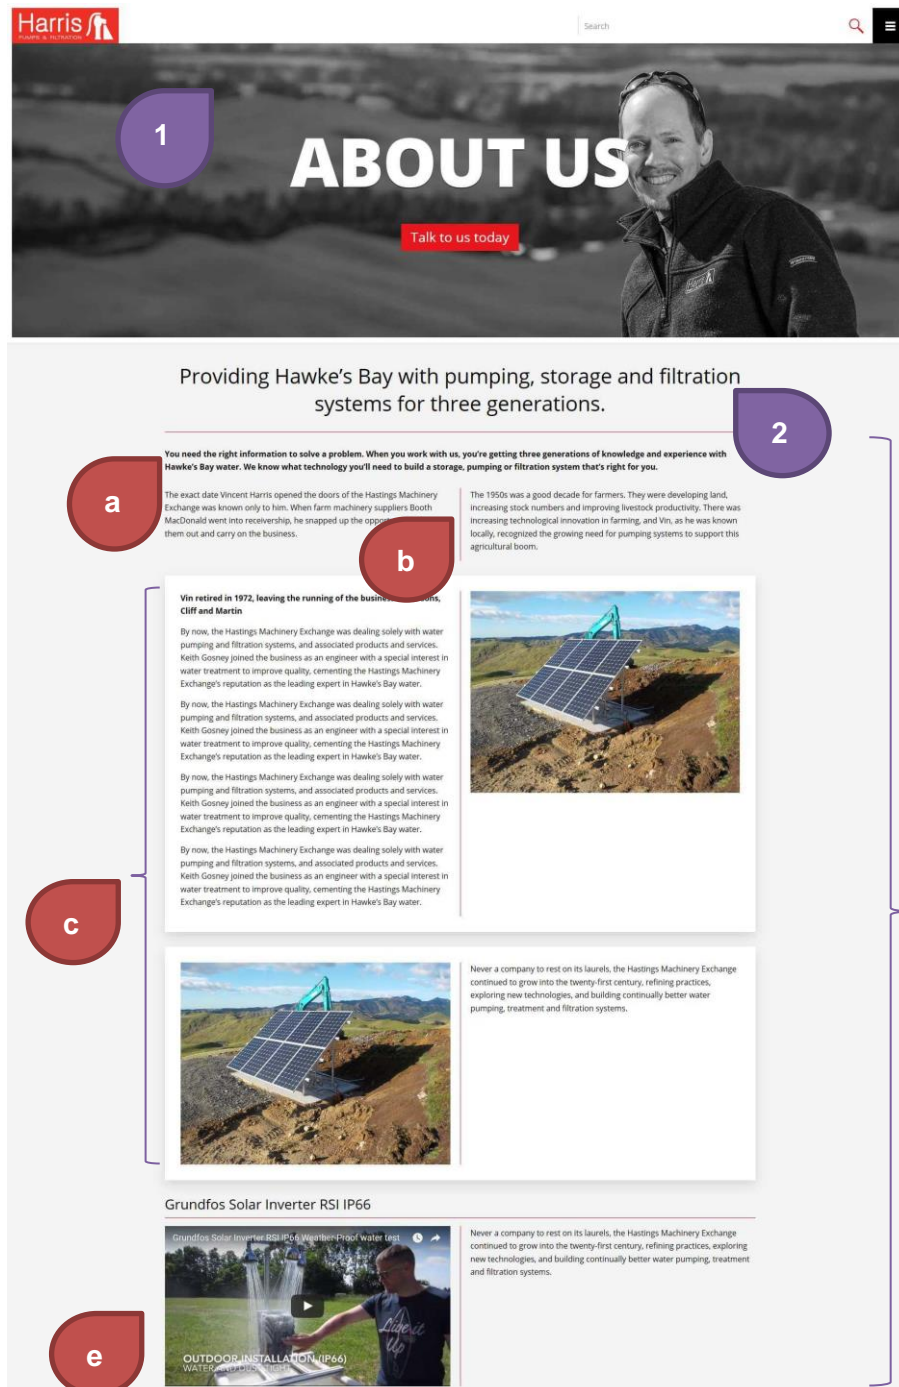 Harris
PUMPS & FILTRATION
Search
1
ABOUT US
Talk to us today
Providing Hawke's Bay with pumping, storage and filtration
systems for three generations.
2
You need the right information to solve a problem. When you work with us, you're getting three generations of knowledge and experience with
Hawke's Bay water. We know what technology you'll need to build a storage, pumping or filtration system that's right for you.
a
The exact date Vincent Harris opened the doors of the Hastings Machinery
Exchange was known only to him. When farm machinery suppliers Booth
MacDonald went into receivership, he snapped up the
them out and carry on the business.
The 1950s was a good decade for farmers. They were developing land,
increasing stock numbers and improving livestock productivity. There was
increasing technological innovation in farming, and Vin, as he was known
locally, recognized the growing need for pumping systems to support this
agricultural boom.
b
Vin retired in 1972, leaving the running of the
Cliff and Martin
By now, the Hastings Machinery Exchange was dealing solely with water
pumping and filtration systems, and associated products and services.
Keith Gosney joined the business as an engineer with a special interest in
water treatment to improve quality, cementing the Hastings Machinery
Exchange's reputation as the leading expert in Hawke's Bay water.
By now, the Hastings Machinery Exchange was dealing solely with water
pumping and filtration systems, and associated products and services.
Keith Gosney joined the business as an engineer with a special interest in
water treatment to improve quality, cementing the Hastings Machinery
Exchange's reputation as the leading expert in Hawke's Bay water.
By now, the Hastings Machinery Exchange was dealing solely with water
pumping and filtration systems, and associated products and services.
Keith Gosney joined the business as an engineer with a special interest in
water treatment to improve quality, cementing the Hastings Machinery
Exchange's reputation as the leading expert in Hawke's Bay water.
By now, the Hastings Machinery Exchange was dealing solely with water
pumping and filtration systems, and associated products and services.
Keith Gosney joined the business as an engineer with a special interest in
water treatment to improve quality, cementing the Hastings Machinery
Exchange's reputation as the leading expert in Hawke's Bay water.
c
Never a company to rest on its laurels, the Hastings Machinery Exchange
continued to grow into the twenty-first century, refining practices,
exploring new technologies, and building continually better water
pumping, treatment and filtration systems.
Grundfos Solar Inverter RSI IP66
Grundfos Solar Inverter RSI IP66 Weather-Proof water test
Live it
Up
OUTDOOR INSTALLATION (IP66)
WATER AND DUST TIGHT
Never a company to rest on its laurels, the Hastings Machinery Exchange
continued to grow into the twenty-first century, refining practices, exploring
new technologies, and building continually better water pumping, treatment
and filtration systems.
e